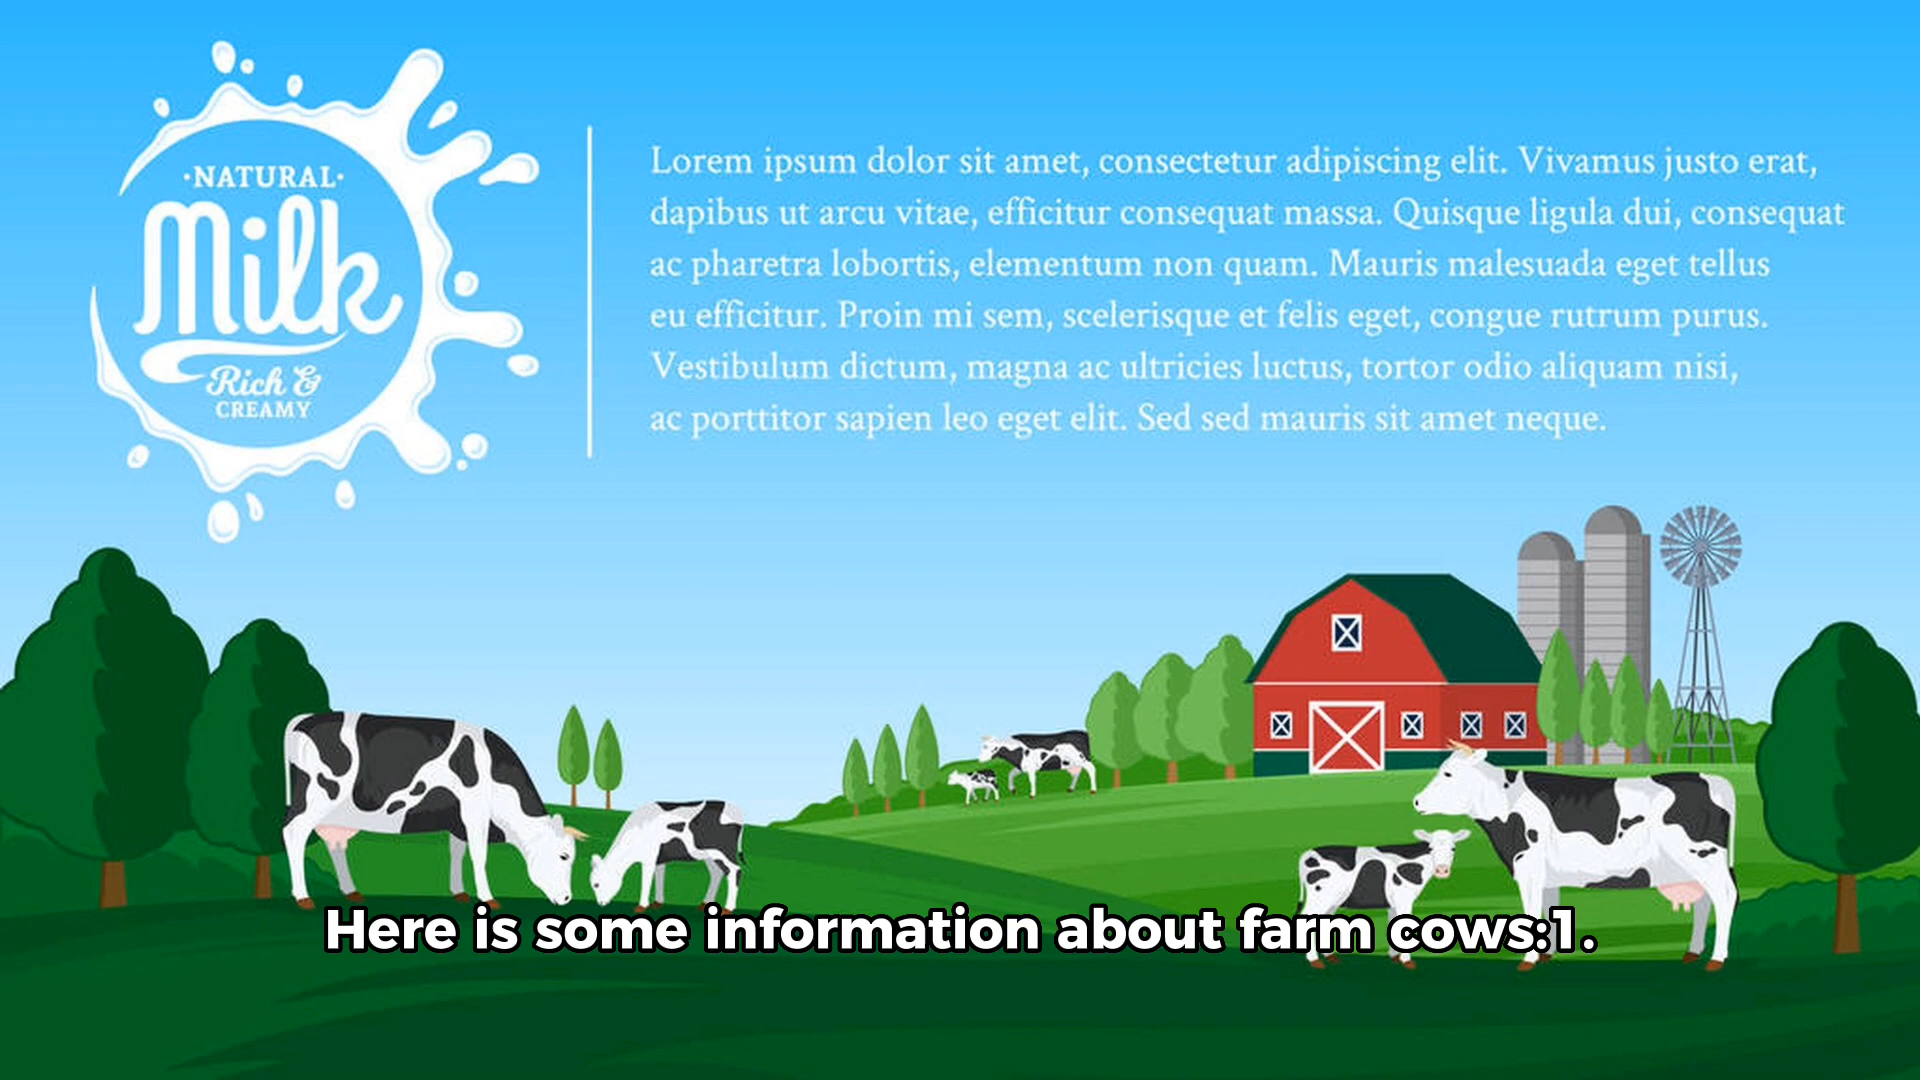 ·NATURAL·
Milk
Rich &
CREAMY
Lorem ipsum dolor sit amet, consectetur adipiscing elit. Vivamus justo erat,
dapibus ut arcu vitae, efficitur consequat massa. Quisque ligula dui, consequat
ac pharetra lobortis, elementum non quam. Mauris malesuada eget tellus
eu efficitur. Proin mi sem, scelerisque et felis eget, congue rutrum purus.
Vestibulum dictum, magna ac ultricies luctus, tortor odio aliquam nisi,
ac porttitor sapien leo eget elit. Sed sed mauris sit amet neque.
Here is some information about farm cows:1.